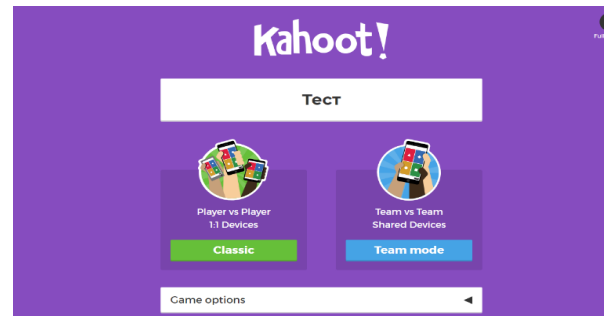 Kahoot!
Тест
Player vs Player
1:1 Devices
Classic
Team vs Team
Shared Devices
Team mode
Game options